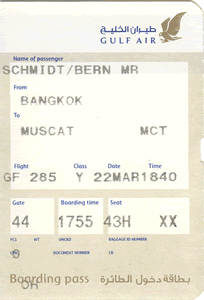 طيران الخليج
GULF AIR
Name of passenger
SCHMIDT/BERN MR
From
BANGKOK
To
MUSCAT MCT
Flight Class Date Time
GF 285 Y 22MAR1840
Gate Boarding time Seat
44 1755 43H XX
PCS WT UNCKD BAGGAGE ID NUMBER
DOCUMENT NUMBER
Boarding pass بطاقة دخول الطائرة